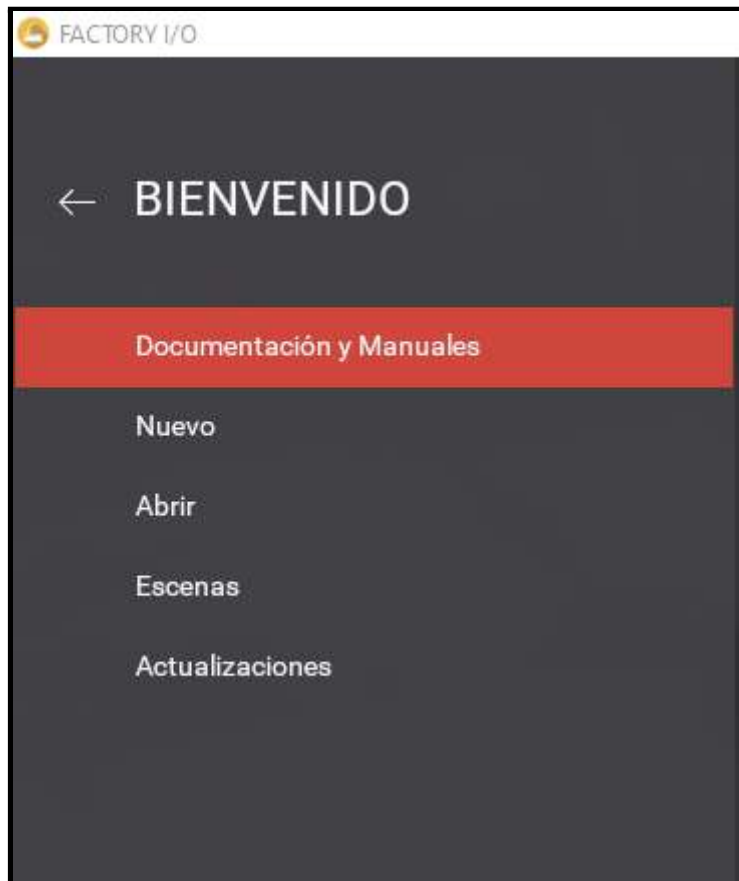 FACTORY I/O
← BIENVENIDO
Documentación y Manuales
Nuevo
Abrir
Escenas
Actualizaciones